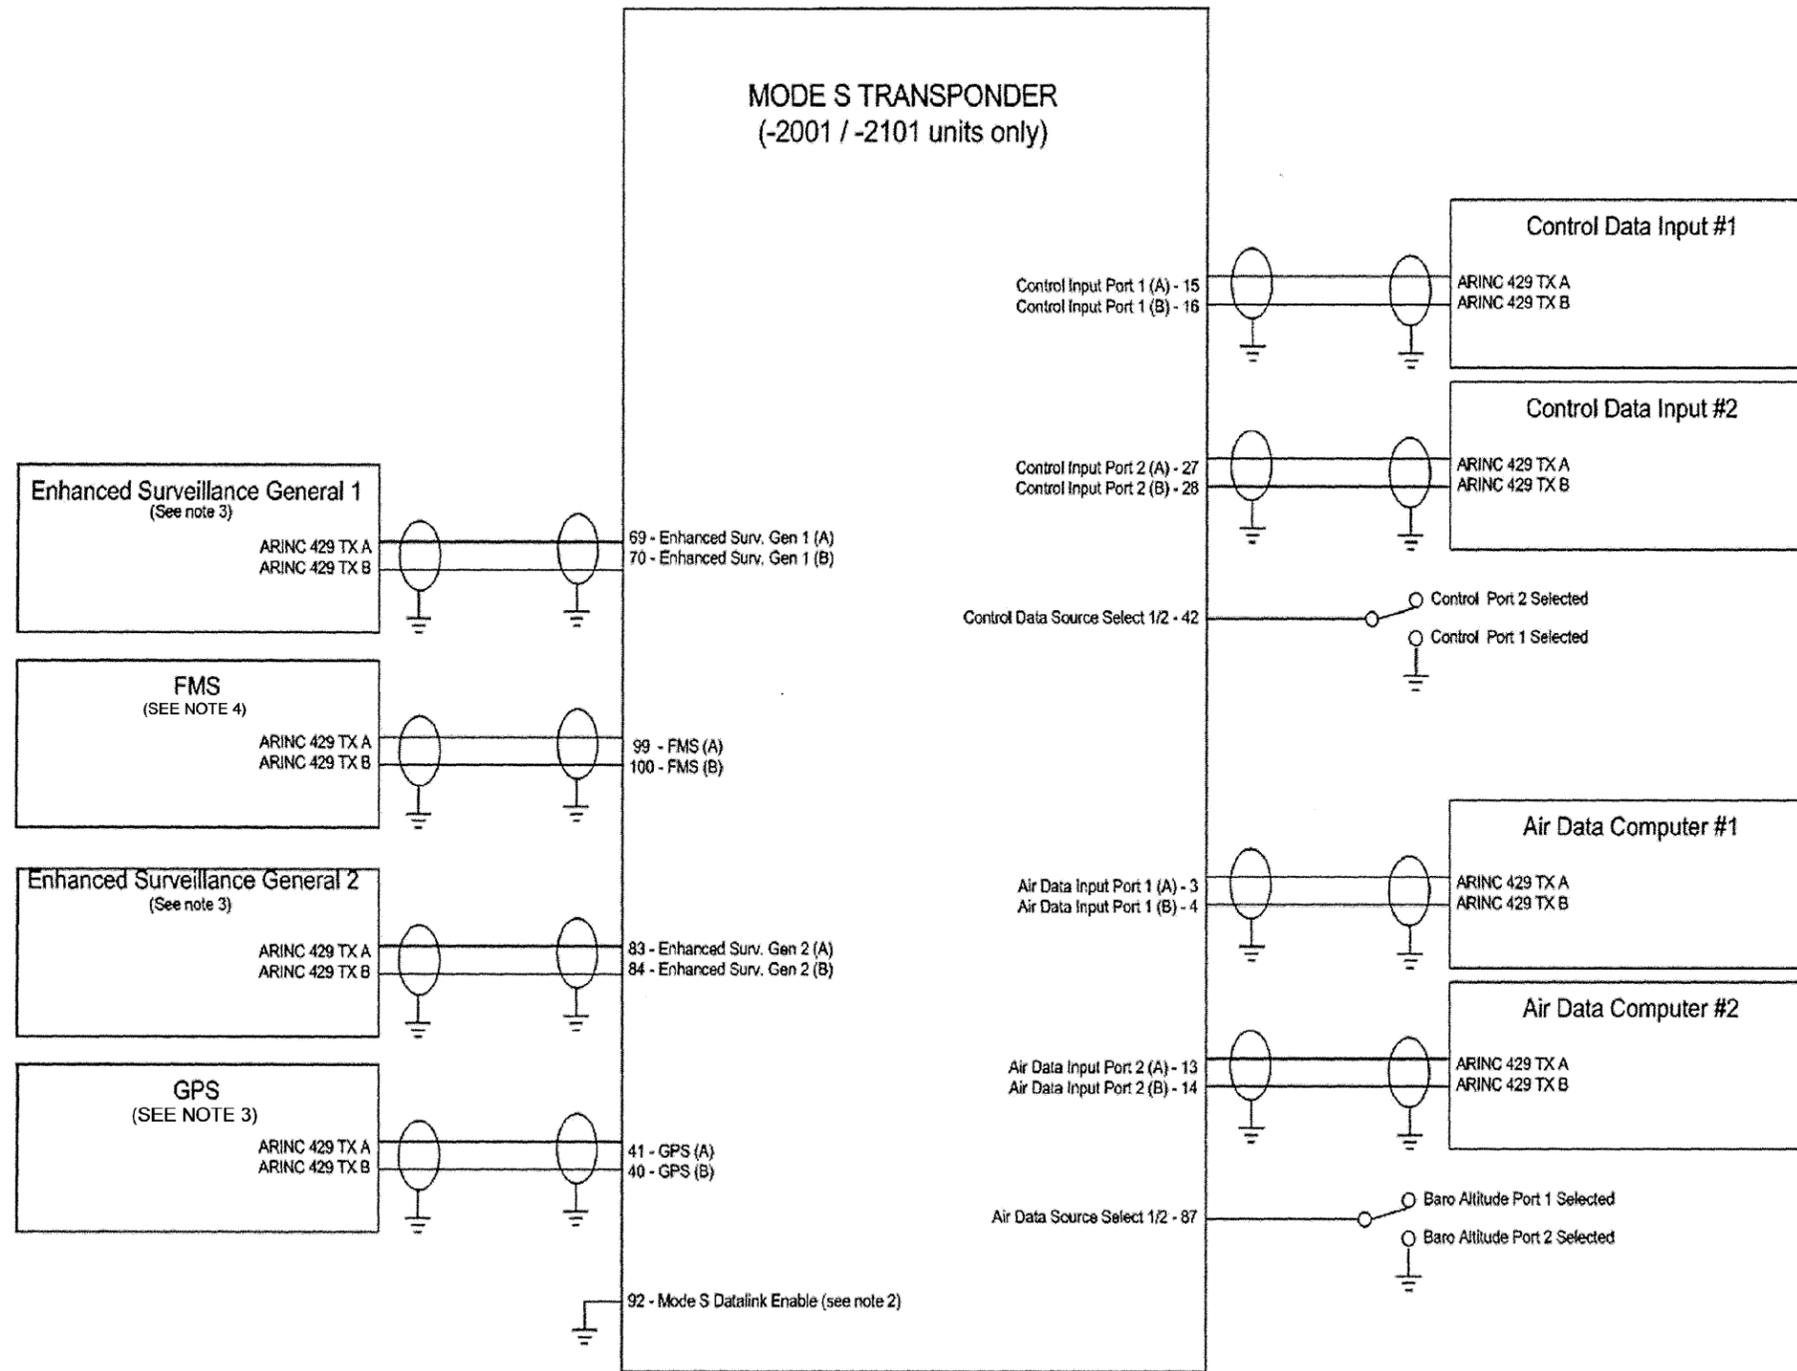 MODE S TRANSPONDER
(-2001 / -2101 units only)
Control Data Input #1
Control Input Port 1 (A) - 15
Control Input Port 1 (B) - 16
ARINC 429 TX A
ARINC 429 TX B
Control Data Input #2
Control Input Port 2 (A) - 27
Control Input Port 2 (B) - 28
ARINC 429 TX A
ARINC 429 TX B
Enhanced Surveillance General 1
(See note 3)
ARINC 429 TX A
ARINC 429 TX B
69 - Enhanced Surv. Gen 1 (A)
70 - Enhanced Surv. Gen 1 (B)
Control Data Source Select 1/2 - 42
Control Port 2 Selected
Control Port 1 Selected
FMS
(SEE NOTE 4)
ARINC 429 TX A
ARINC 429 TX B
99 - FMS (A)
100 - FMS (B)
Air Data Computer #1
Air Data Input Port 1 (A) - 3
Air Data Input Port 1 (B) - 4
ARINC 429 TX A
ARINC 429 TX B
Enhanced Surveillance General 2
(See note 3)
ARINC 429 TX A
ARINC 429 TX B
83 - Enhanced Surv. Gen 2 (A)
84 - Enhanced Surv. Gen 2 (B)
Air Data Computer #2
Air Data Input Port 2 (A) - 13
Air Data Input Port 2 (B) - 14
ARINC 429 TX A
ARINC 429 TX B
GPS
(SEE NOTE 3)
ARINC 429 TX A
ARINC 429 TX B
41 - GPS (A)
40 - GPS (B)
Air Data Source Select 1/2 - 87
Baro Altitude Port 1 Selected
Baro Altitude Port 2 Selected
92 - Mode S Datalink Enable (see note 2)